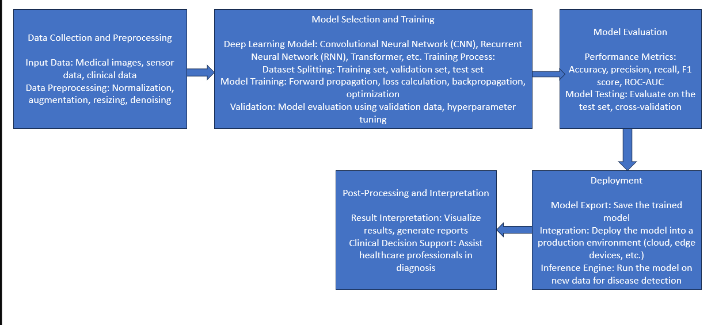 Data Collection and Preprocessing
Input Data: Medical images, sensor
data, clinical data
Data Preprocessing: Normalization,
augmentation, resizing, denoising
Model Selection and Training
Deep Learning Model: Convolutional Neural Network (CNN), Recurrent
Neural Network (RNN), Transformer, etc. Training Process:
Dataset Splitting: Training set, validation set, test set
Model Training: Forward propagation, loss calculation, backpropagation,
optimization
Validation: Model evaluation using validation data, hyperparameter
tuning
Model Evaluation
Performance Metrics:
Accuracy, precision, recall, F1
score, ROC-AUC
Model Testing: Evaluate on the
test set, cross-validation
Deployment
Model Export: Save the trained
model
Integration: Deploy the model into a
production environment (cloud, edge
devices, etc.)
Inference Engine: Run the model on
new data for disease detection
Post-Processing and Interpretation
Result Interpretation: Visualize
results, generate reports
Clinical Decision Support: Assist
healthcare professionals in
diagnosis